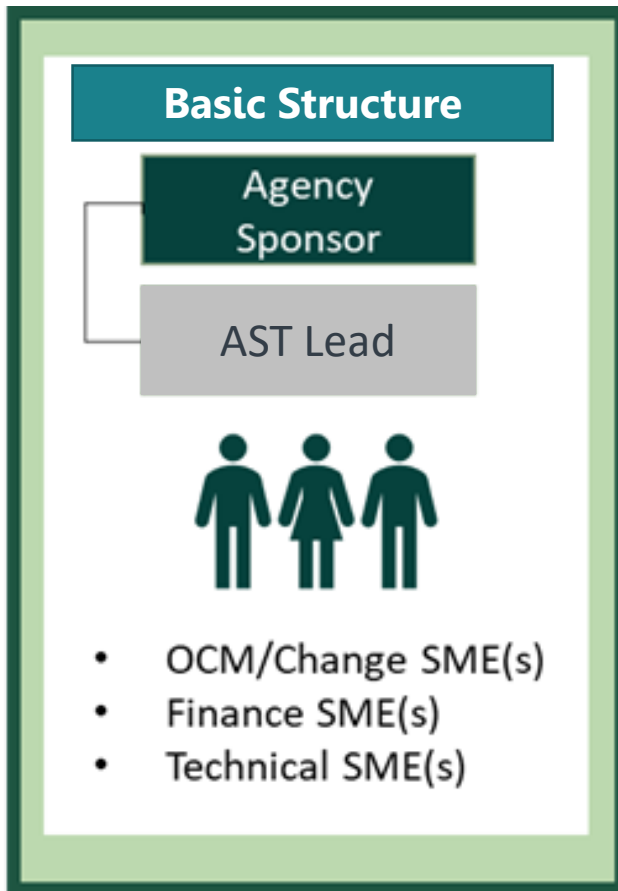 Basic Structure
Agency
Sponsor
AST Lead
• OCM/Change SME(s)
• Finance SME(s)
• Technical SME(s)